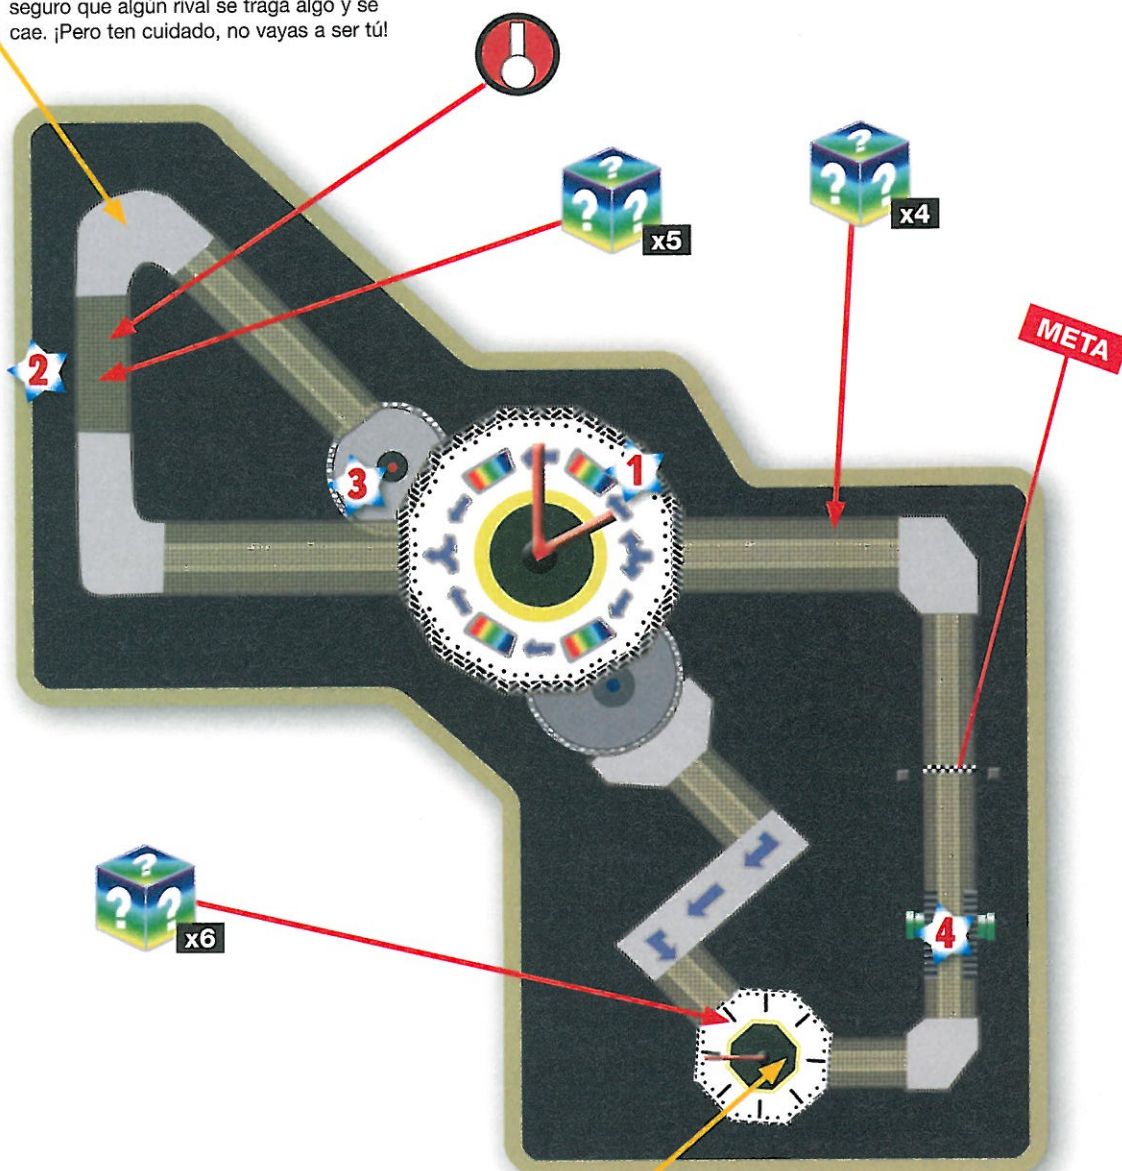 seguro que algún rival se traga algo y se
cae. ¡Pero ten cuidado, no vayas a ser tú!
?
?
?
x5
?
?
?
x4
META
2
1
3
?
?
?
x6
4